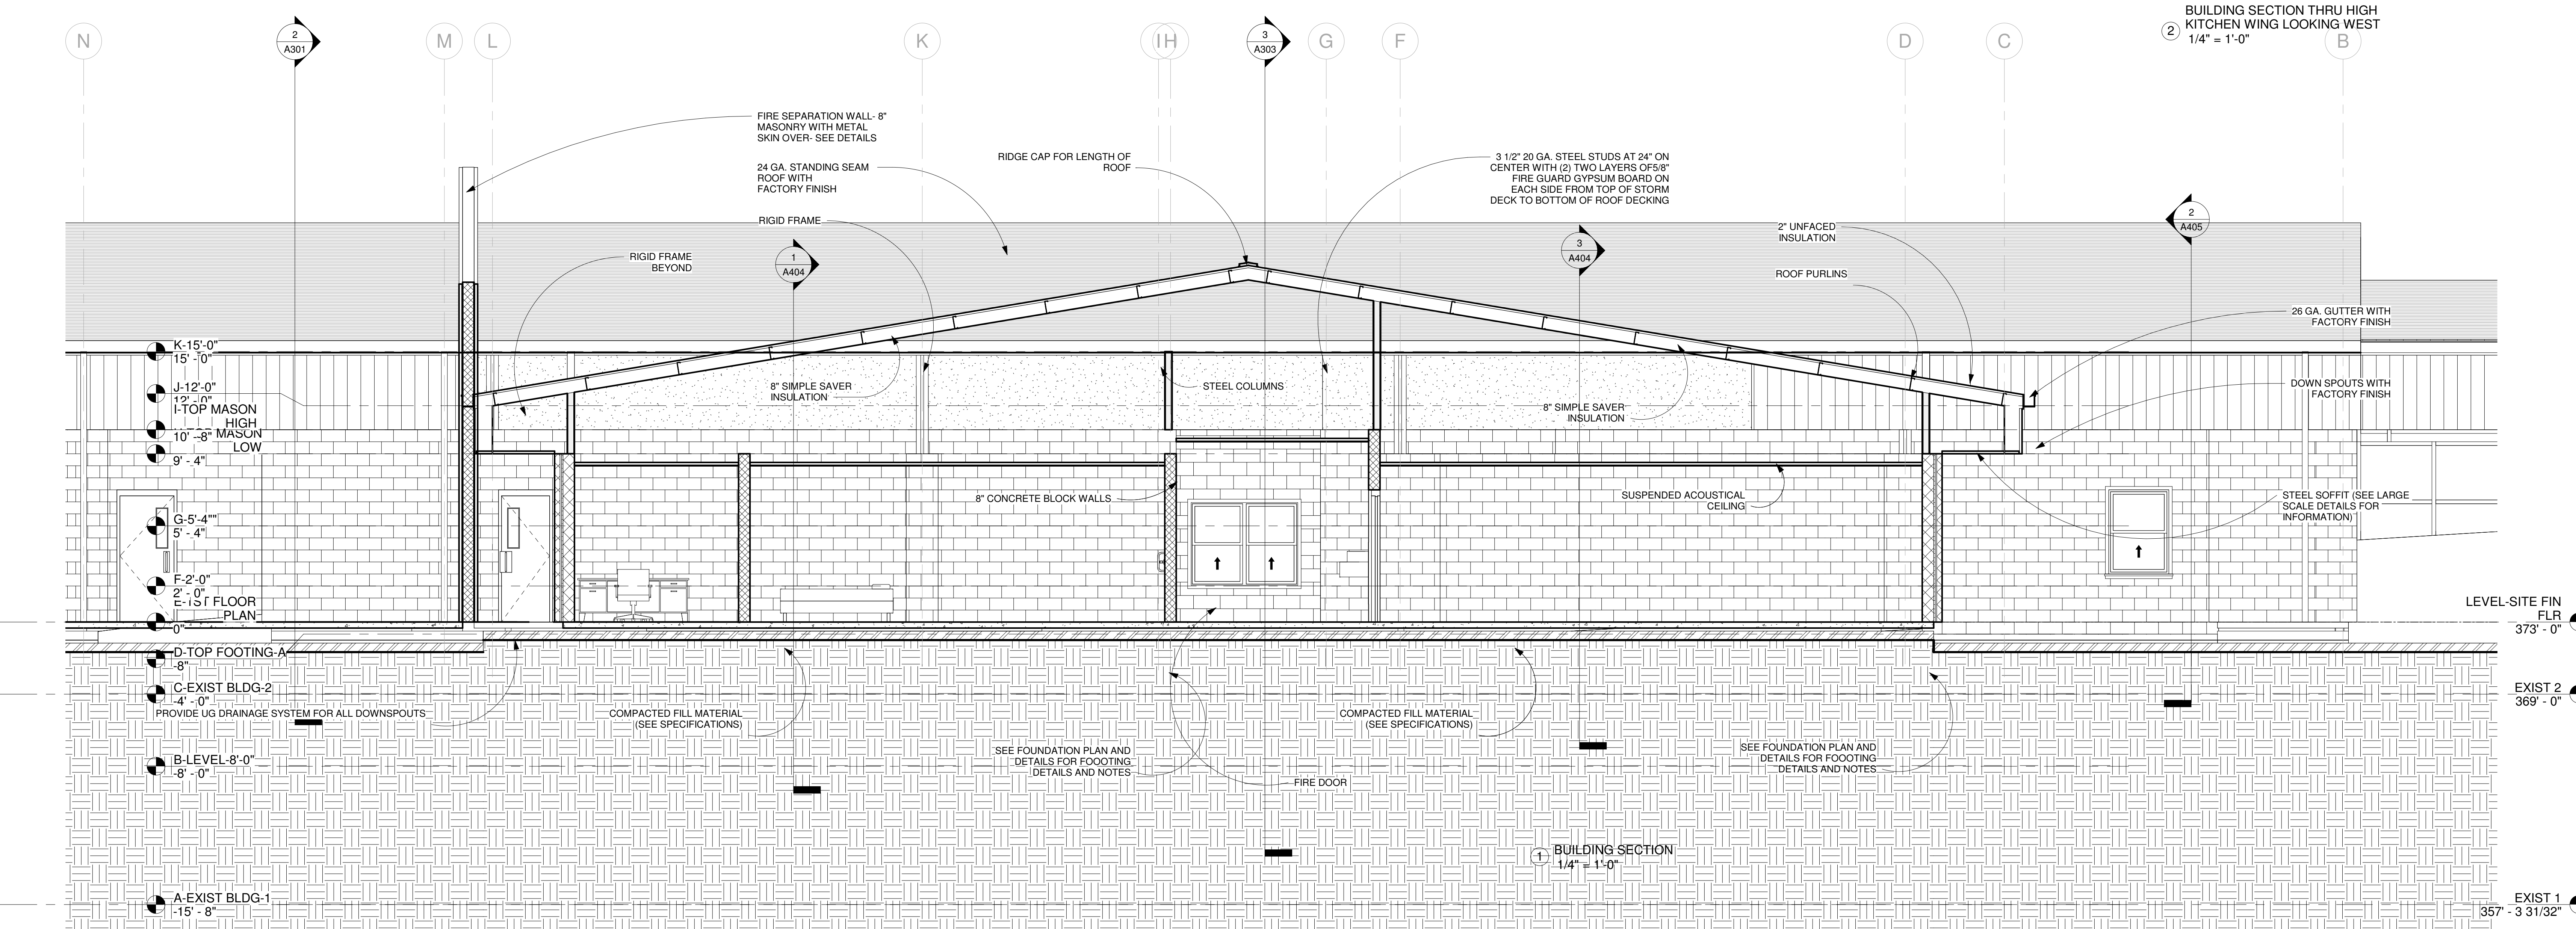 BUILDING SECTION THRU HIGH
KITCHEN WING LOOKING WEST
2
1/4" = 1'-0"
N
2
A301
M
L
K
I
H
3
A303
G
F
D
C
B
FIRE SEPARATION WALL- 8"
MASONRY WITH METAL
SKIN OVER- SEE DETAILS
24 GA. STANDING SEAM
ROOF WITH
FACTORY FINISH
RIDGE CAP FOR LENGTH OF
ROOF
3 1/2" 20 GA. STEEL STUDS AT 24" ON
CENTER WITH (2) TWO LAYERS OF5/8"
FIRE GUARD GYPSUM BOARD ON
EACH SIDE FROM TOP OF STORM
DECK TO BOTTOM OF ROOF DECKING
RIGID FRAME
RIGID FRAME
BEYOND
1
A404
3
A404
2" UNFACED
INSULATION
2
A405
ROOF PURLINS
26 GA. GUTTER WITH
FACTORY FINISH
K-15'-0"
15' - 0"
J-12'-0"
12' - 0"
I-TOP MASON
HIGH
10' - 8"
MASON
LOW
9' - 4"
8" SIMPLE SAVER
INSULATION
STEEL COLUMNS
8" SIMPLE SAVER
INSULATION
DOWN SPOUTS WITH
FACTORY FINISH
8" CONCRETE BLOCK WALLS
SUSPENDED ACOUSTICAL
CEILING
STEEL SOFFIT (SEE LARGE
SCALE DETAILS FOR
INFORMATION)
G-5'-4""
5' - 4"
F-2'-0"
2' - 0"
E-1ST FLOOR
PLAN
0"
LEVEL-SITE FIN
FLR
373' - 0"
D-TOP FOOTING-A
-8"
C-EXIST BLDG-2
-4' - 0"
EXIST 2
369' - 0"
PROVIDE UG DRAINAGE SYSTEM FOR ALL DOWNSPOUTS
COMPACTED FILL MATERIAL
(SEE SPECIFICATIONS)
COMPACTED FILL MATERIAL
(SEE SPECIFICATIONS)
SEE FOUNDATION PLAN AND
DETAILS FOR FOOOTING
DETAILS AND NOTES
SEE FOUNDATION PLAN AND
DETAILS FOR FOOOTING
DETAILS AND NOTES
B-LEVEL-8'-0"
-8' - 0"
FIRE DOOR
1
BUILDING SECTION
1/4" = 1'-0"
A-EXIST BLDG-1
-15' - 8"
EXIST 1
357' - 3 31/32"